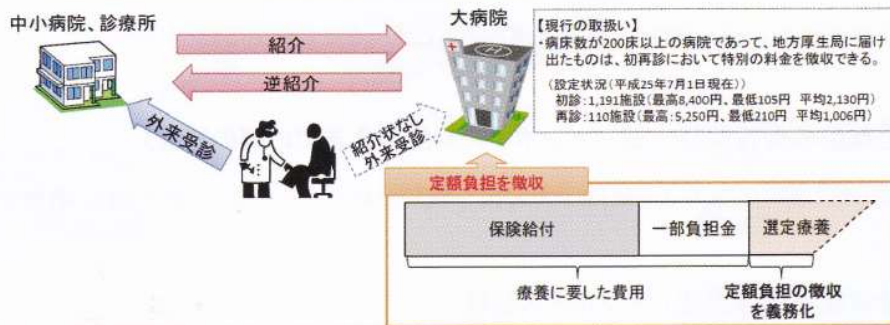 中小病院、診療所
大病院
紹介
逆紹介
外来受診
紹介状なし
外来受診
【現行の取扱い】
・病床数が200床以上の病院であって、地方厚生局に届け
出たものは、初再診において特別の料金を徴収できる。
(設定状況(平成25年7月1日現在))
初診:1,191施設(最高8,400円、最低105円 平均2,130円)
再診:110施設(最高:5,250円、最低210円 平均1,006円)
定額負担を徴収
保険給付
一部負担金
選定療養
療養に要した費用
定額負担の徴収
を義務化